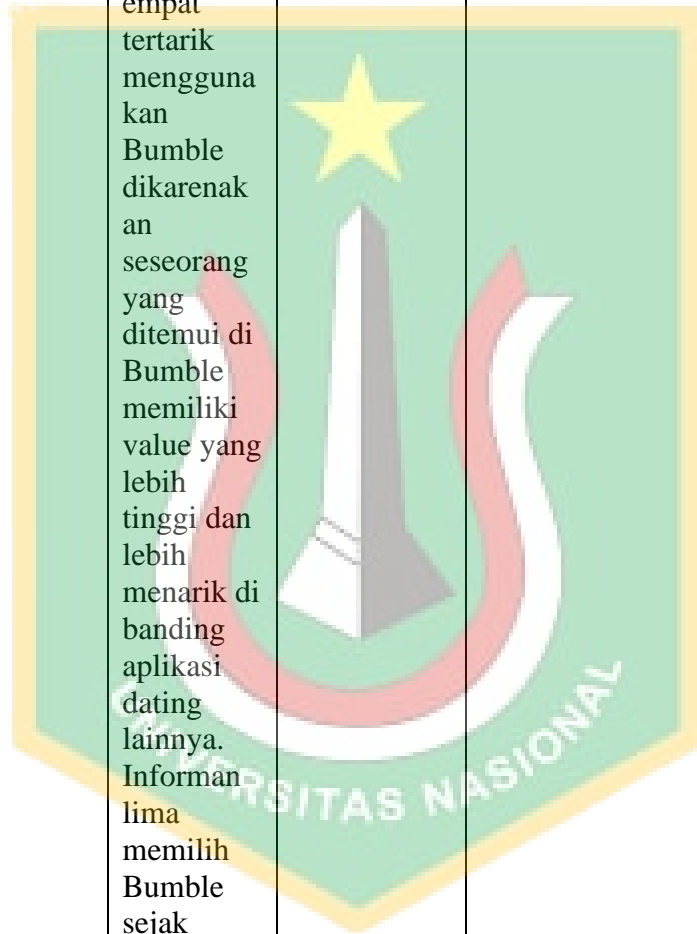 empat
tertarik
mengguna
kan
Bumble
dikarenak
an
seseorang
yang
ditemui di
Bumble
memiliki
value yang
lebih
tinggi dan
lebih
menarik di
banding
aplikasi
dating
lainnya.
Informan
lima
memilih
Bumble
sejak
UNIVERSITAS NASIONAL